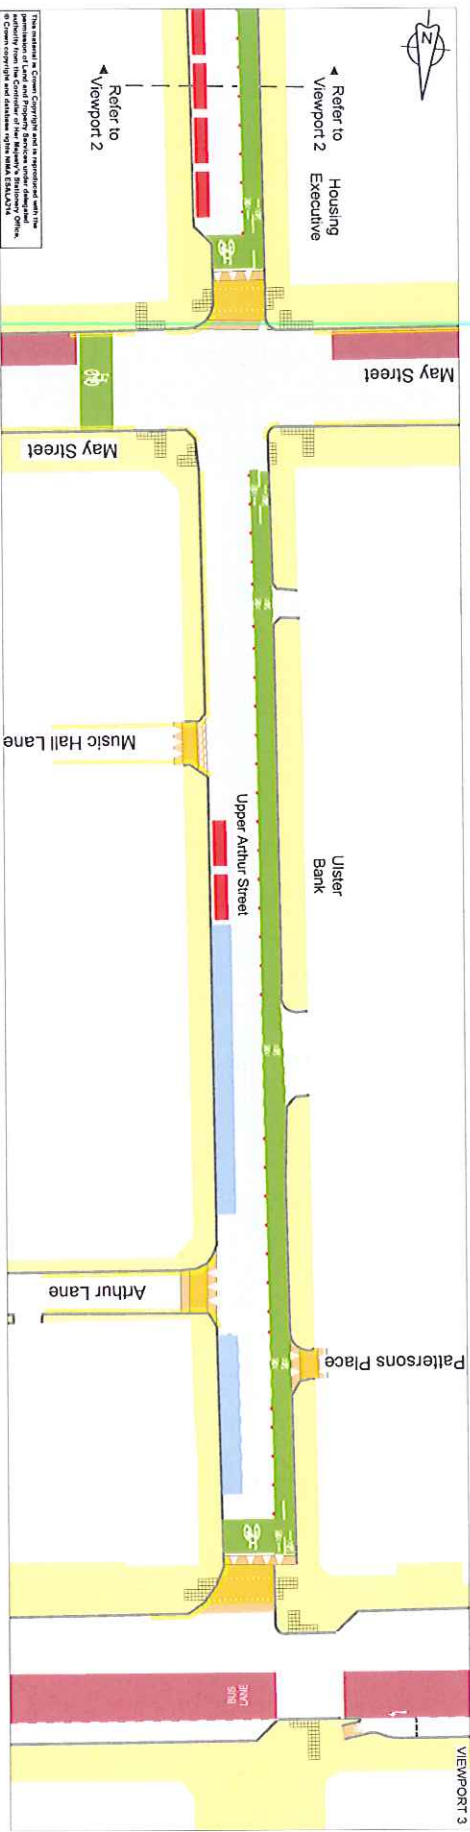 VIEWPORT 3
N
◄ Refer to
Viewport 2
Housing
Executive
◄ Refer to
Viewport 2
May Street
May Street
Ulster
Bank
Upper Arthur Street
Music Hall Lane
Arthur Lane
Pattersons Place
BUS
LANE
This material is Crown Copyright and is reproduced with the
permission of Land and Property Services under delegated
authority from the Controller of Her Majesty's Stationery Office,
© Crown copyright and database rights NIMA ESALA214